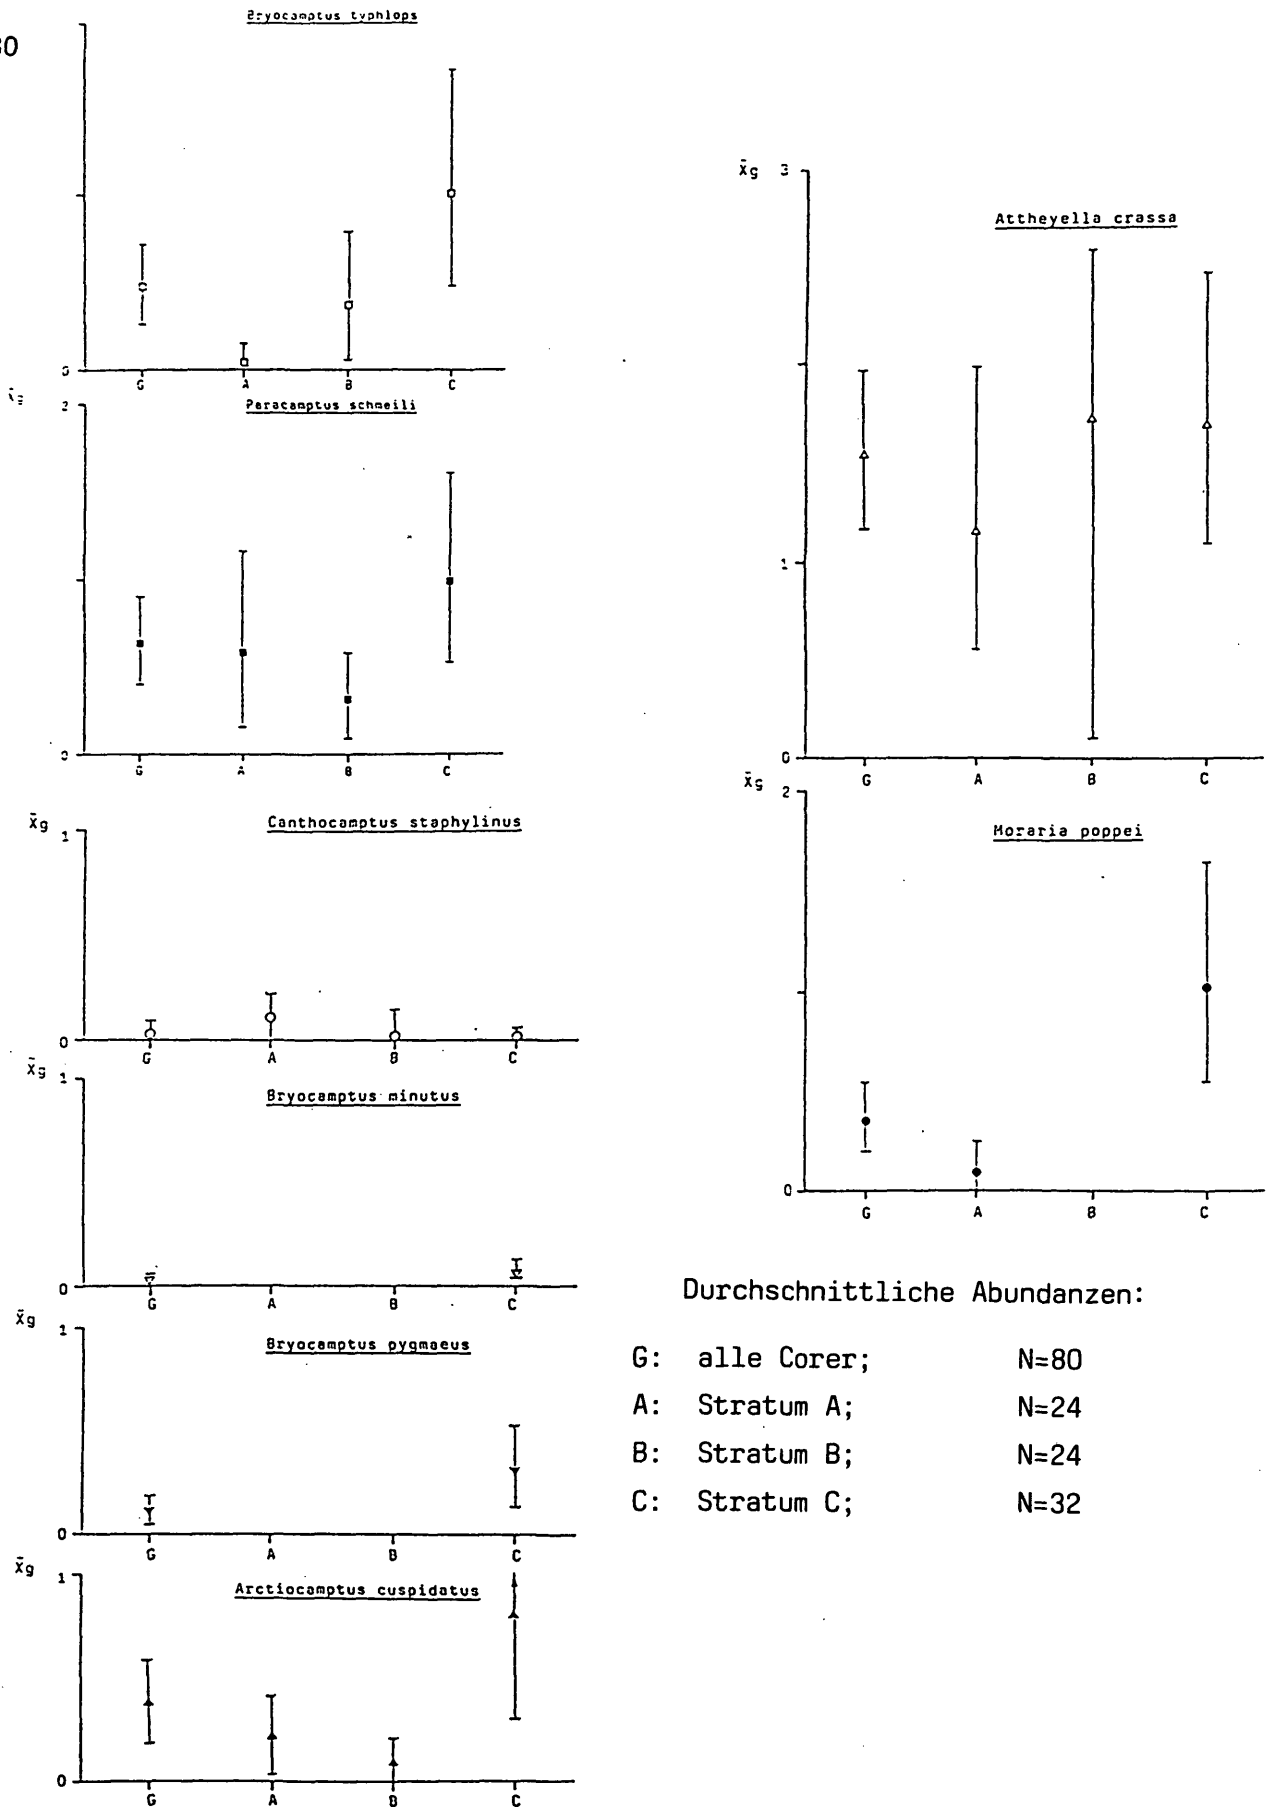 Bryocamptus typhlops
0
G A B C
x̄g
2
Paracamptus schmeili
0
G A B C
x̄g
1
Canthocamptus staphylinus
0
G A B C
x̄g
1
Bryocamptus minutus
0
G A B C
x̄g
1
Bryocamptus pygmaeus
0
G A B C
x̄g
1
Arctiocamptus cuspidatus
0
G A B C
x̄g 3
Attheyella crassa
1
0
G A B C
x̄g 2
Moraria poppei
0
G A B C
Durchschnittliche Abundanzen:
G: alle Corer; N=80
A: Stratum A; N=24
B: Stratum B; N=24
C: Stratum C; N=32